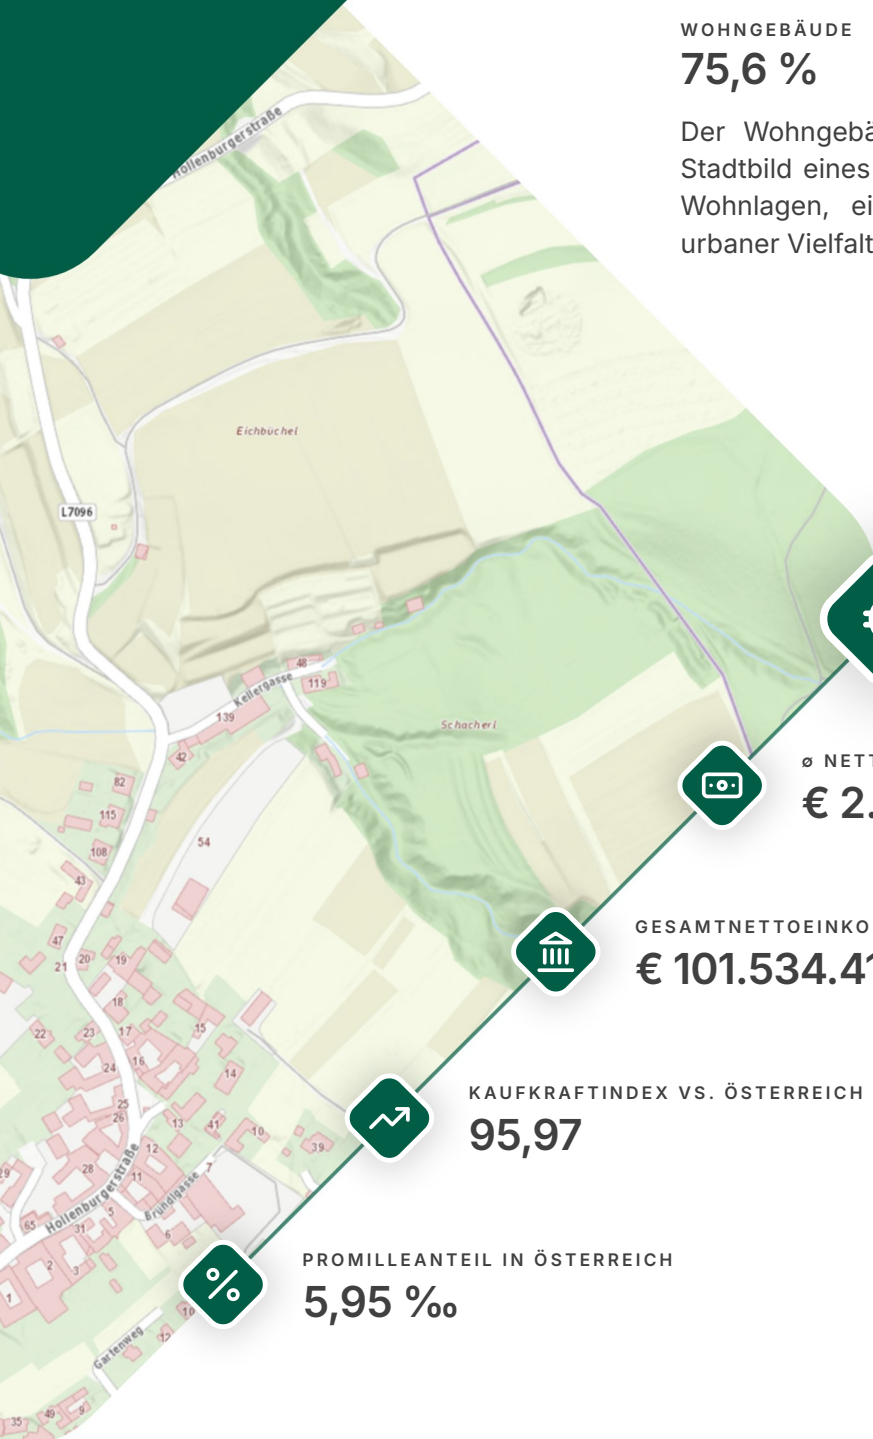 WOHNGEBÄUDE
75,6 %
Der Wohngebä
Stadtbild eines
Wohnlagen, ei
urbaner Vielfalt
Hollenburgerstraße
Eichbüchel
L7096
48
Kellergasse
119
139
Schacherl
42
ø NETT
€ 2.
82
115
54
108
43
GESAMTNETTOEINKO
€ 101.534.41
47
20
19
21
18
22
23
17
15
16
24
14
KAUFKRAFTINDEX VS. ÖSTERREICH
95,97
25
26
13
41
10
12
39
29
28
7
11
Hollenburgerstraße
Bründlgasse
5
65
31
6
PROMILLEANTEIL IN ÖSTERREICH
5,95 ‰
2
3
1
10
12
Gartenweg
35
49
9